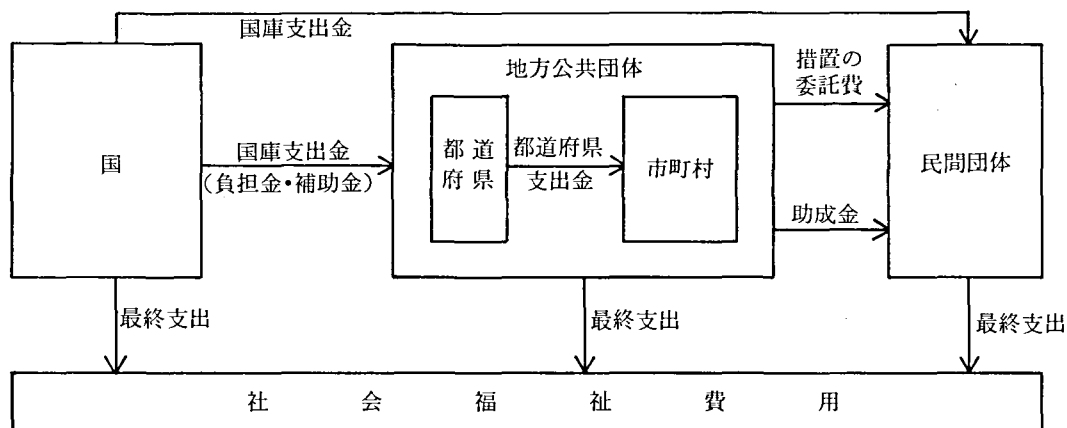 国庫支出金
国
国庫支出金
（負担金・補助金）
地方公共団体
都道
府県
都道府県
支出金
市町村
措置の
委託費
助成金
民間団体
最終支出
最終支出
最終支出
社会福祉費用